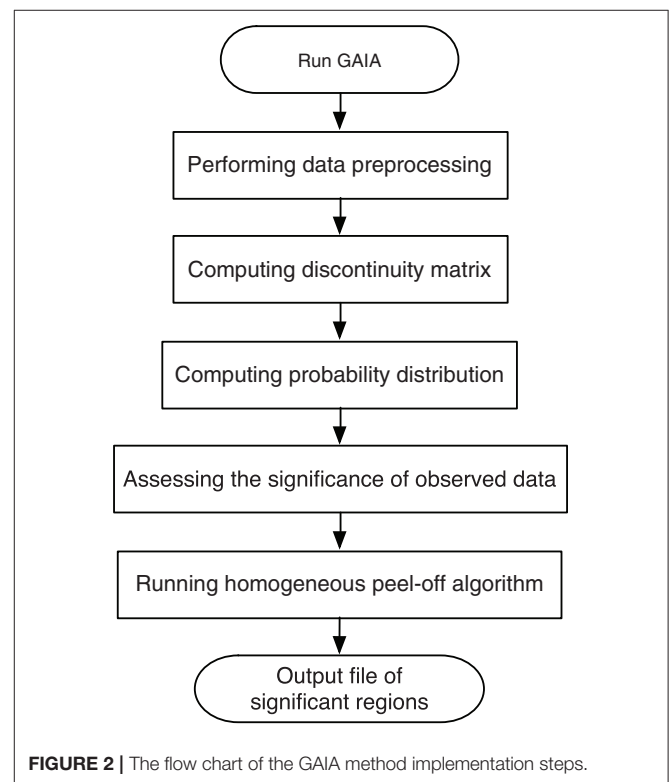 Run GAIA
Performing data preprocessing
Computing discontinuity matrix
Computing probability distribution
Assessing the significance of observed data
Running homogeneous peel-off algorithm
Output file of
significant regions
FIGURE 2 | The flow chart of the GAIA method implementation steps.